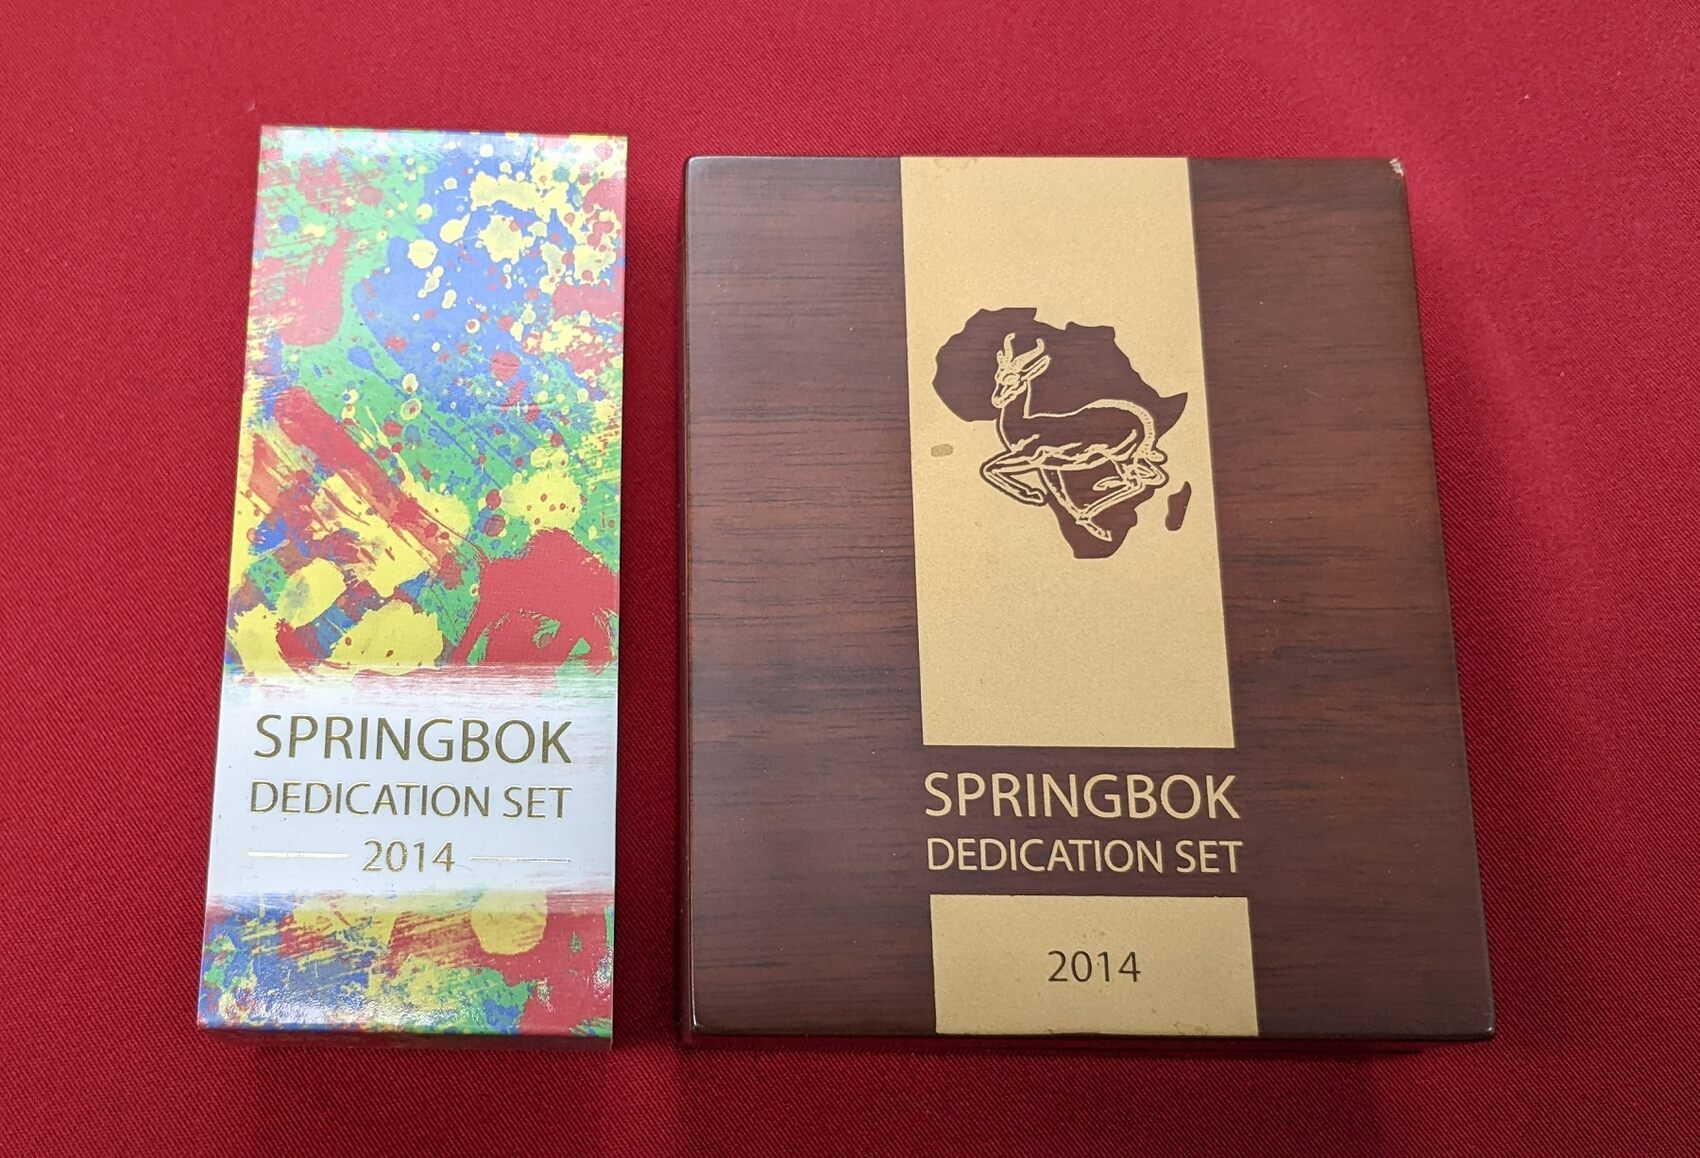 SPRINGBOK
DEDICATION SET
2014
SPRINGBOK
DEDICATION SET
2014